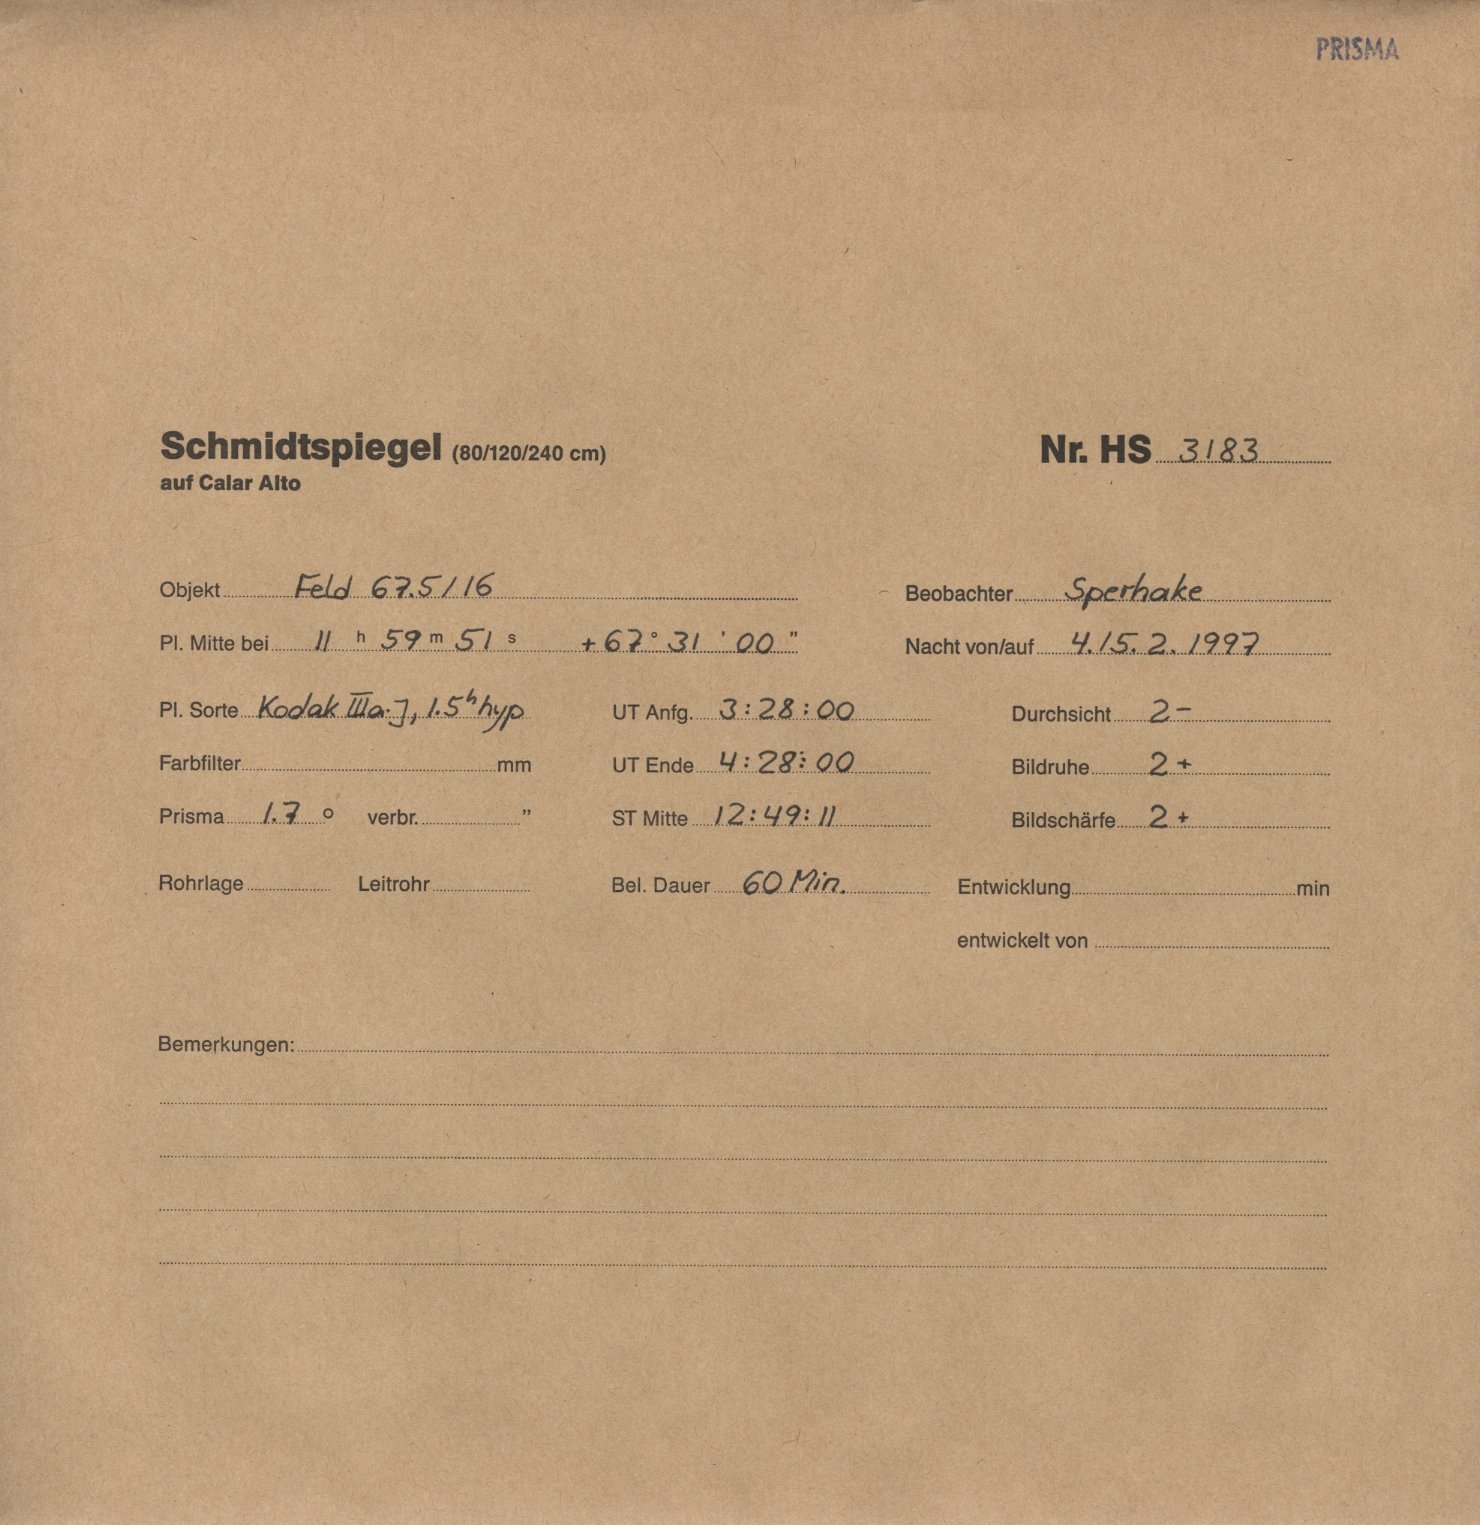 PRISMA
Schmidtspiegel (80/120/240 cm) Nr. HS 3183
auf Calar Alto
Objekt Feld 67.5/16 Beobachter Sperhake
Pl. Mitte bei 11 h 59 m 51 s +67° 31 ' 00 " Nacht von/auf 4./5. 2. 1997
Pl. Sorte Kodak IIIa-J, 1.5h hyp UT Anfg. 3:28:00 Durchsicht 2-
Farbfilter mm UT Ende 4:28:00 Bildruhe 2+
Prisma 1.7 ° verbr. " ST Mitte 12:49:11 Bildschärfe 2+
Rohrlage Leitrohr Bel. Dauer 60 Min. Entwicklung min
entwickelt von
Bemerkungen: